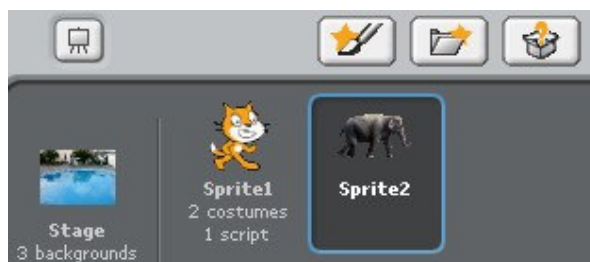 Sprite1
2 costumes
1 script
Sprite2
Stage
3 backgrounds